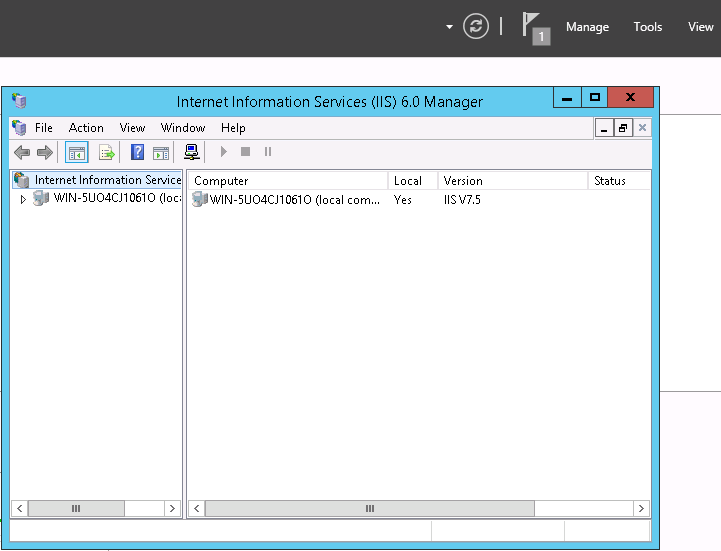 1 Manage Tools View
Internet Information Services (IIS) 6.0 Manager
File Action View Window Help
Internet Information Service
WIN-5UO4CJ1061O (loc
Computer Local Version Status
WIN-5UO4CJ1061O (local com... Yes IIS V7.5